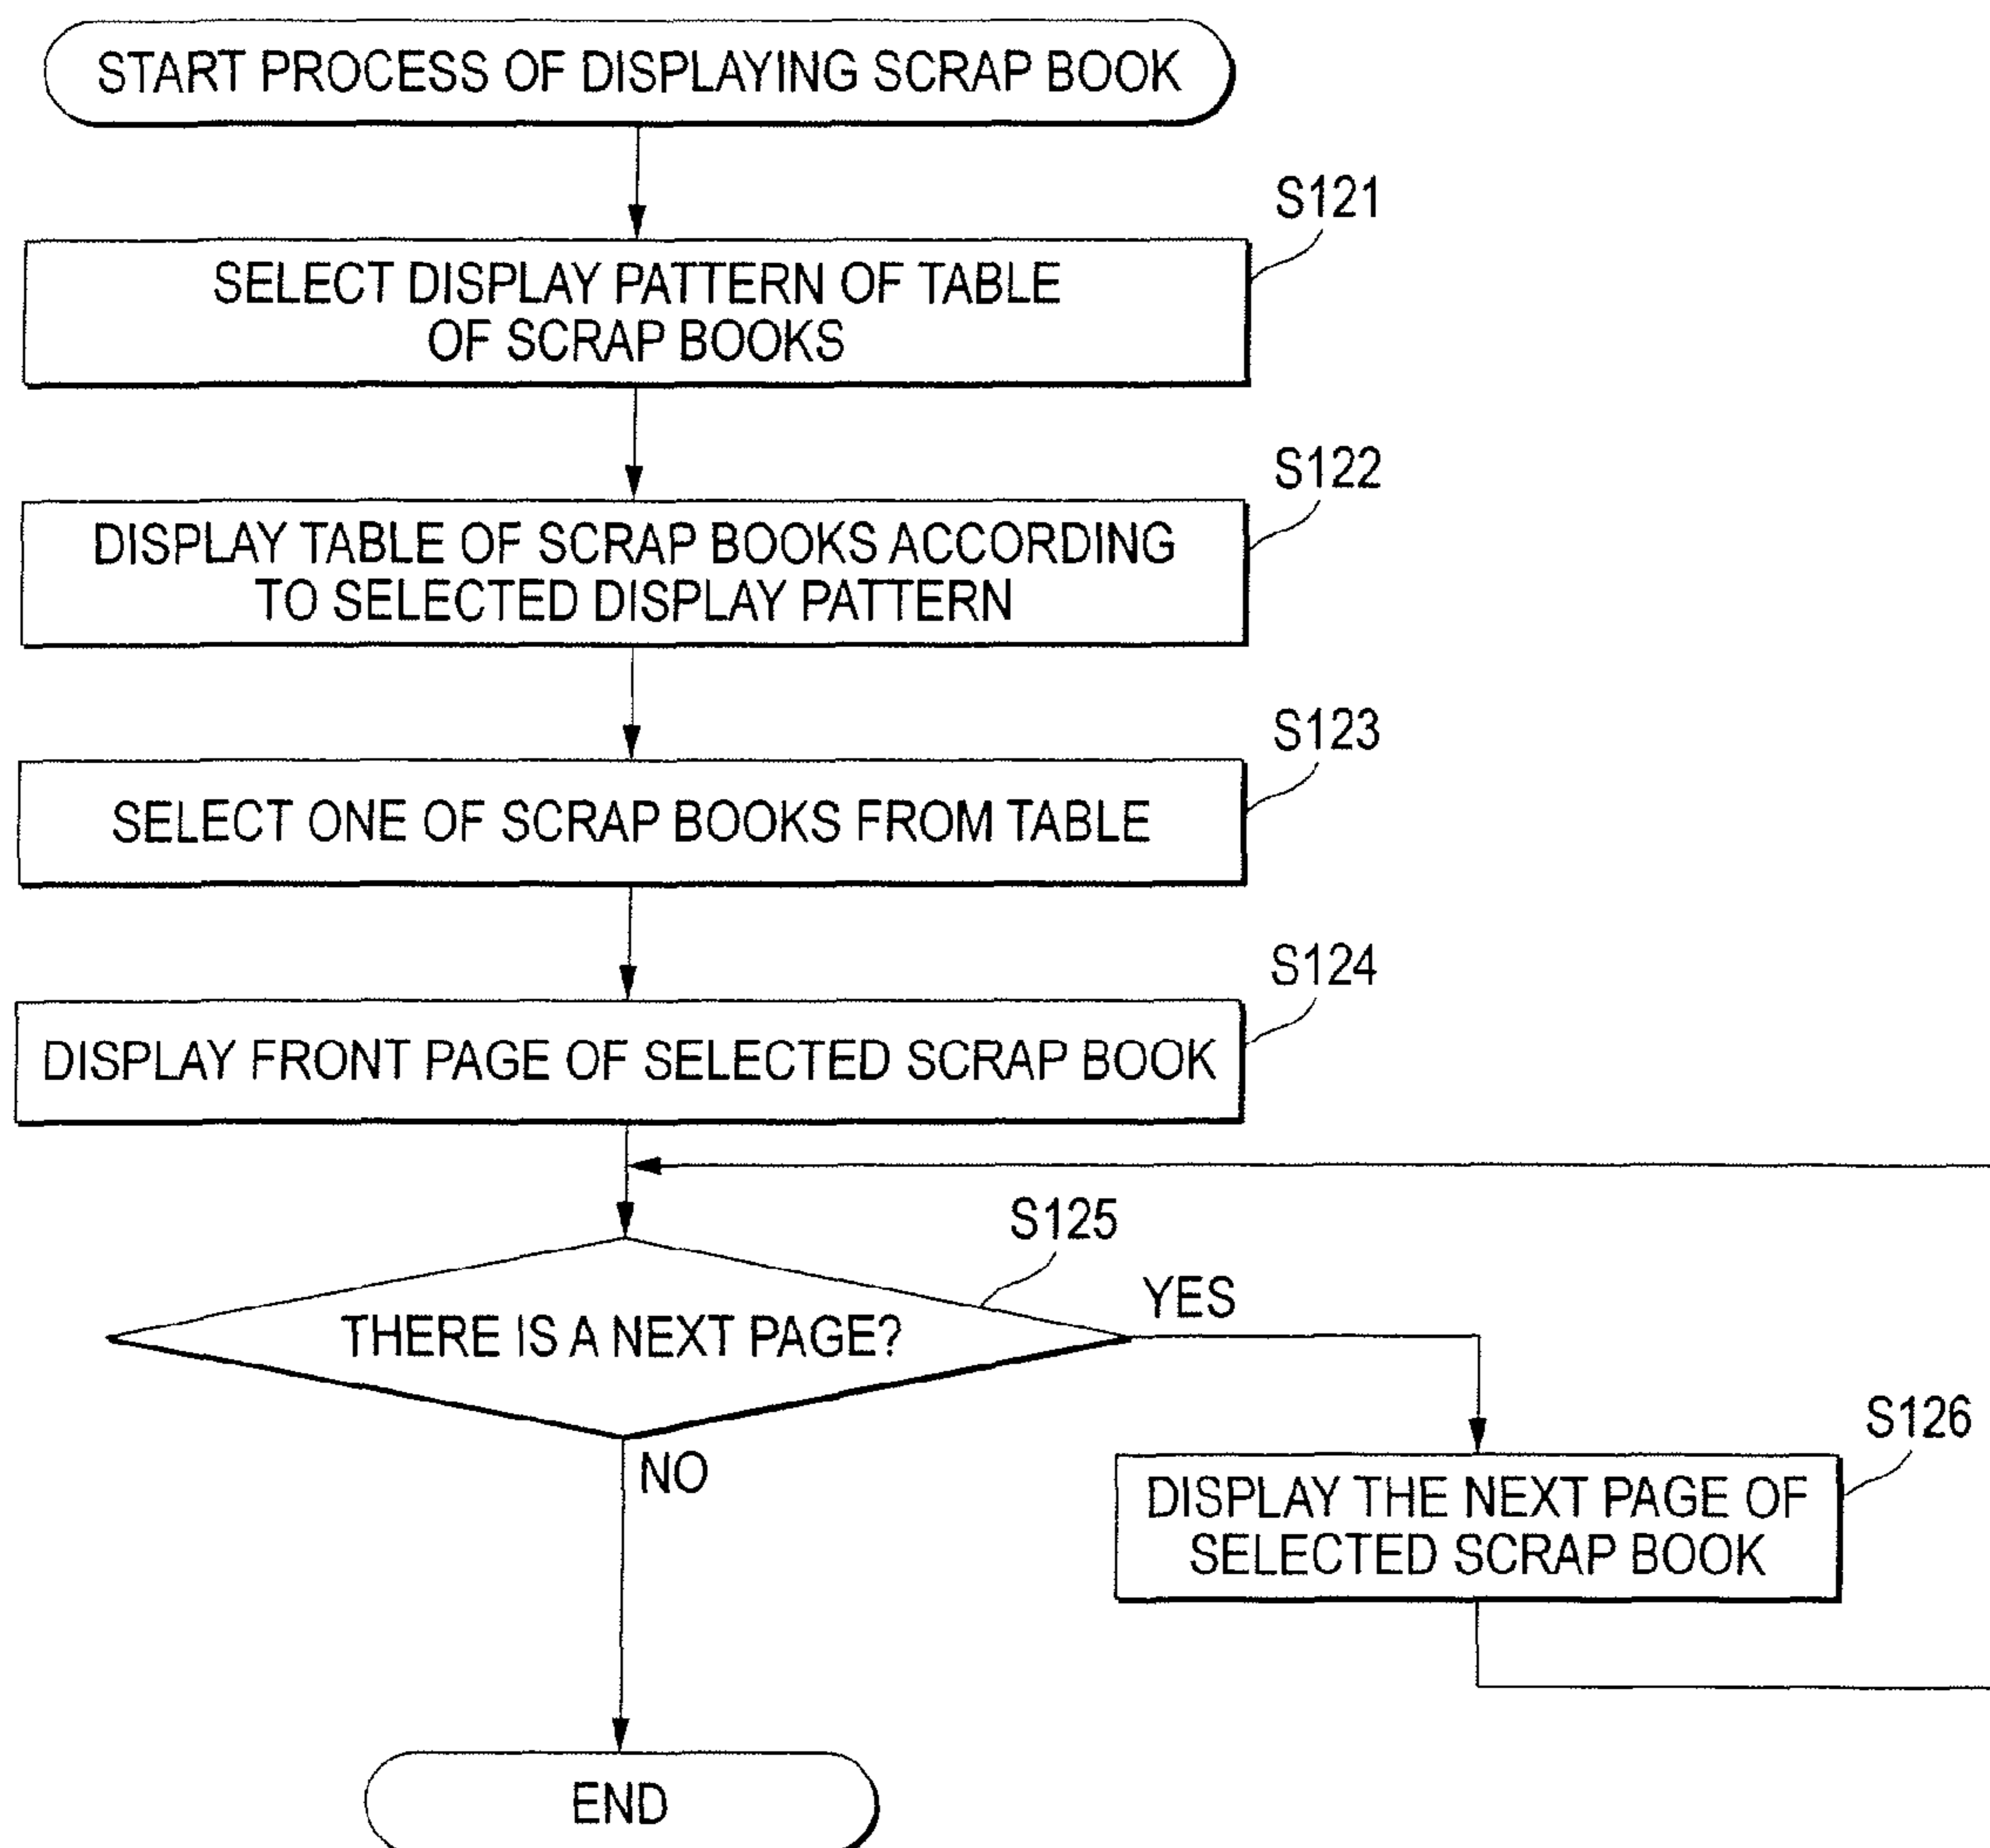 START PROCESS OF DISPLAYING SCRAP BOOK
S121
SELECT DISPLAY PATTERN OF TABLE
OF SCRAP BOOKS
S122
DISPLAY TABLE OF SCRAP BOOKS ACCORDING
TO SELECTED DISPLAY PATTERN
S123
SELECT ONE OF SCRAP BOOKS FROM TABLE
S124
DISPLAY FRONT PAGE OF SELECTED SCRAP BOOK
S125
THERE IS A NEXT PAGE?
YES
NO
S126
DISPLAY THE NEXT PAGE OF
SELECTED SCRAP BOOK
END